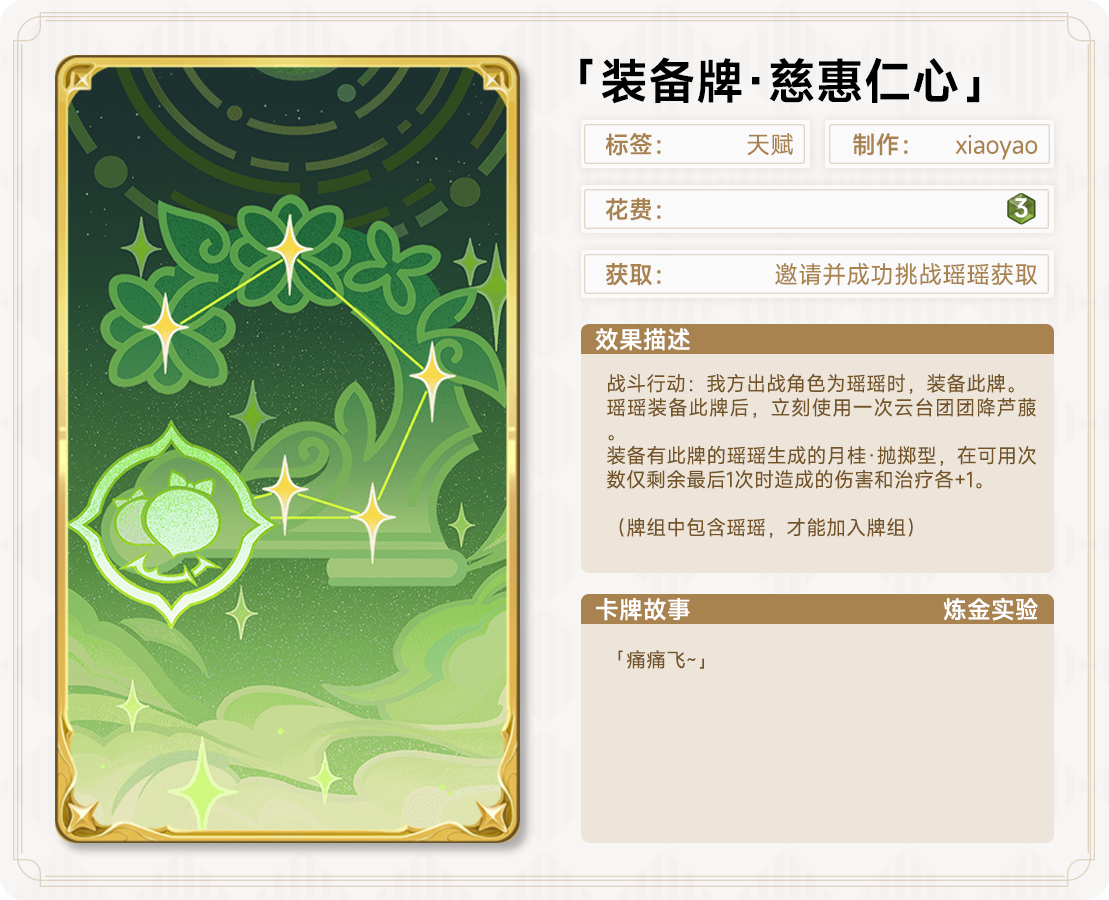 「装备牌·慈惠仁心」
标签： 天赋
制作： xiaoyao
花费： 3
获取： 邀请并成功挑战瑶瑶获取
效果描述
战斗行动：我方出战角色为瑶瑶时，装备此牌。
瑶瑶装备此牌后，立刻使用一次云台团团降芦菔
。
装备有此牌的瑶瑶生成的月桂·抛掷型，在可用次
数仅剩余最后1次时造成的伤害和治疗各+1。
（牌组中包含瑶瑶，才能加入牌组）
卡牌故事 炼金实验
「痛痛飞~」